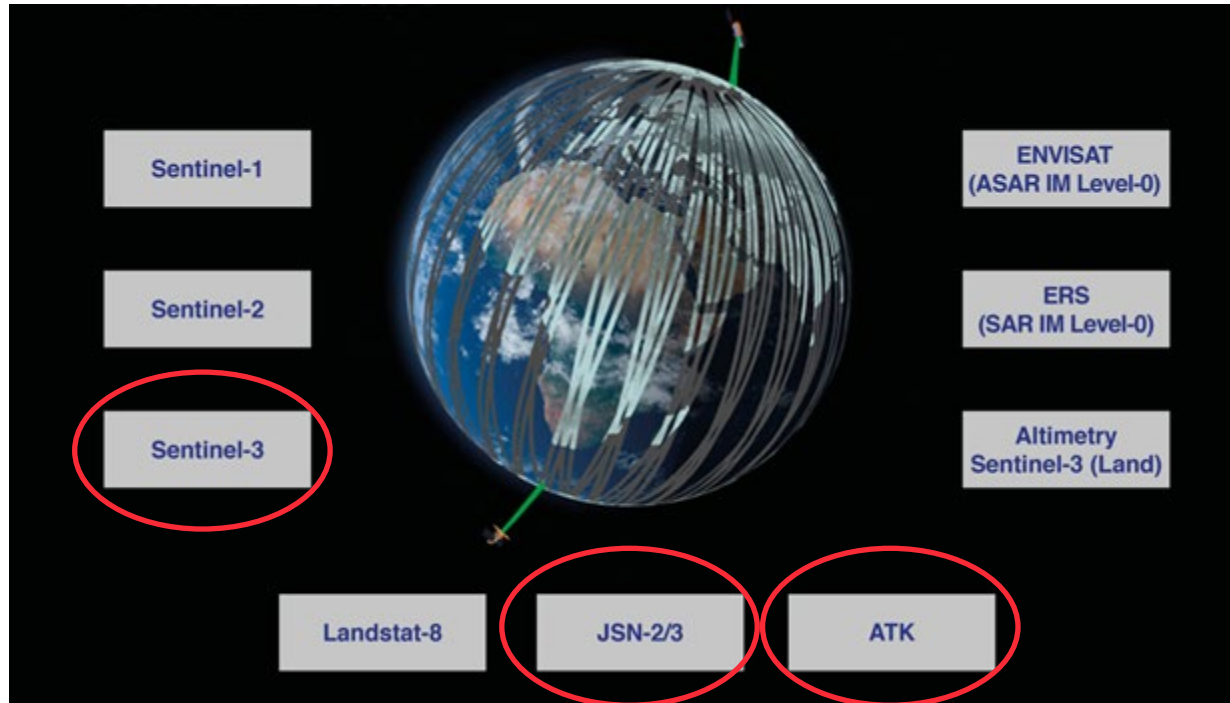 Sentinel-1
ENVISAT
(ASAR IM Level-0)
Sentinel-2
ERS
(SAR IM Level-0)
Sentinel-3
Altimetry
Sentinel-3 (Land)
Landstat-8
JSN-2/3
ATK